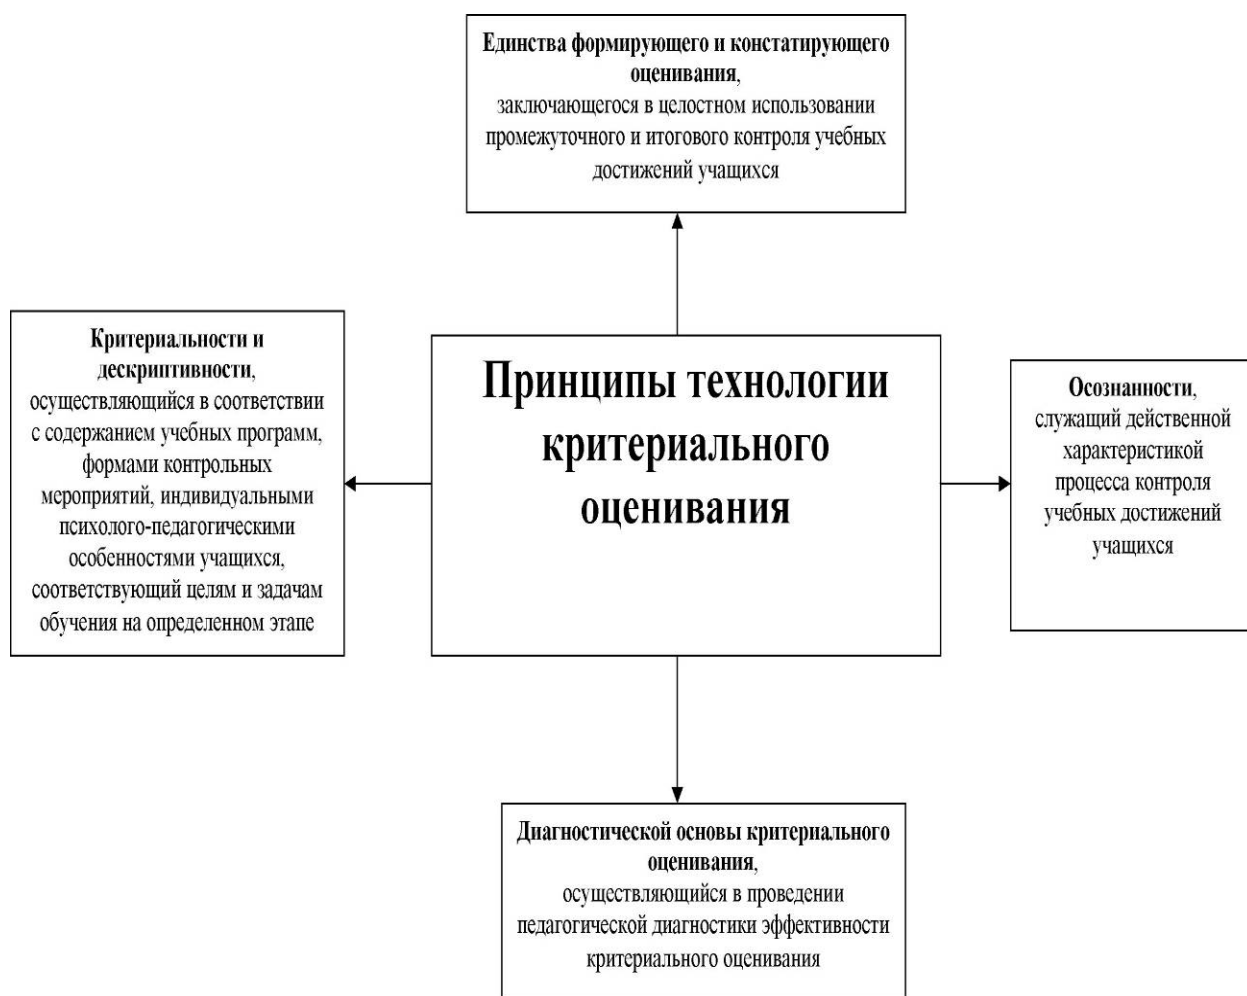 Единства формирующего и констатирующего
оценивания,
заключающегося в целостном использовании
промежуточного и итогового контроля учебных
достижений учащихся
Критериальности и
дескриптивности,
осуществляющийся в соответствии
с содержанием учебных программ,
формами контрольных
мероприятий, индивидуальными
психолого-педагогическими
особенностями учащихся,
соответствующий целям и задачам
обучения на определенном этапе
Принципы технологии
критериального
оценивания
Осознанности,
служащий действенной
характеристикой
процесса контроля
учебных достижений
учащихся
Диагностической основы критериального
оценивания,
осуществляющийся в проведении
педагогической диагностики эффективности
критериального оценивания